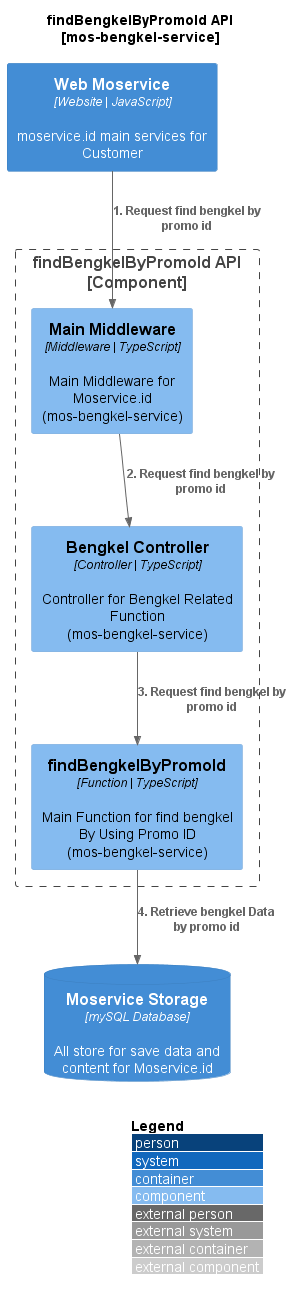 findBengkelByPromoId API
[mos-bengkel-service]
Web Moservice
[Website | JavaScript]
moservice.id main services for
Customer
1. Request find bengkel by
promo id
findBengkelByPromoId API
[Component]
Main Middleware
[Middleware | TypeScript]
Main Middleware for
Moservice.id
(mos-bengkel-service)
2. Request find bengkel by
promo id
Bengkel Controller
[Controller | TypeScript]
Controller for Bengkel Related
Function
(mos-bengkel-service)
3. Request find bengkel by
promo id
findBengkelByPromoId
[Function | TypeScript]
Main Function for find bengkel
By Using Promo ID
(mos-bengkel-service)
4. Retrieve bengkel Data
by promo id
Moservice Storage
[mySQL Database]
All store for save data and
content for Moservice.id
Legend
person
system
container
component
external person
external system
external container
external component